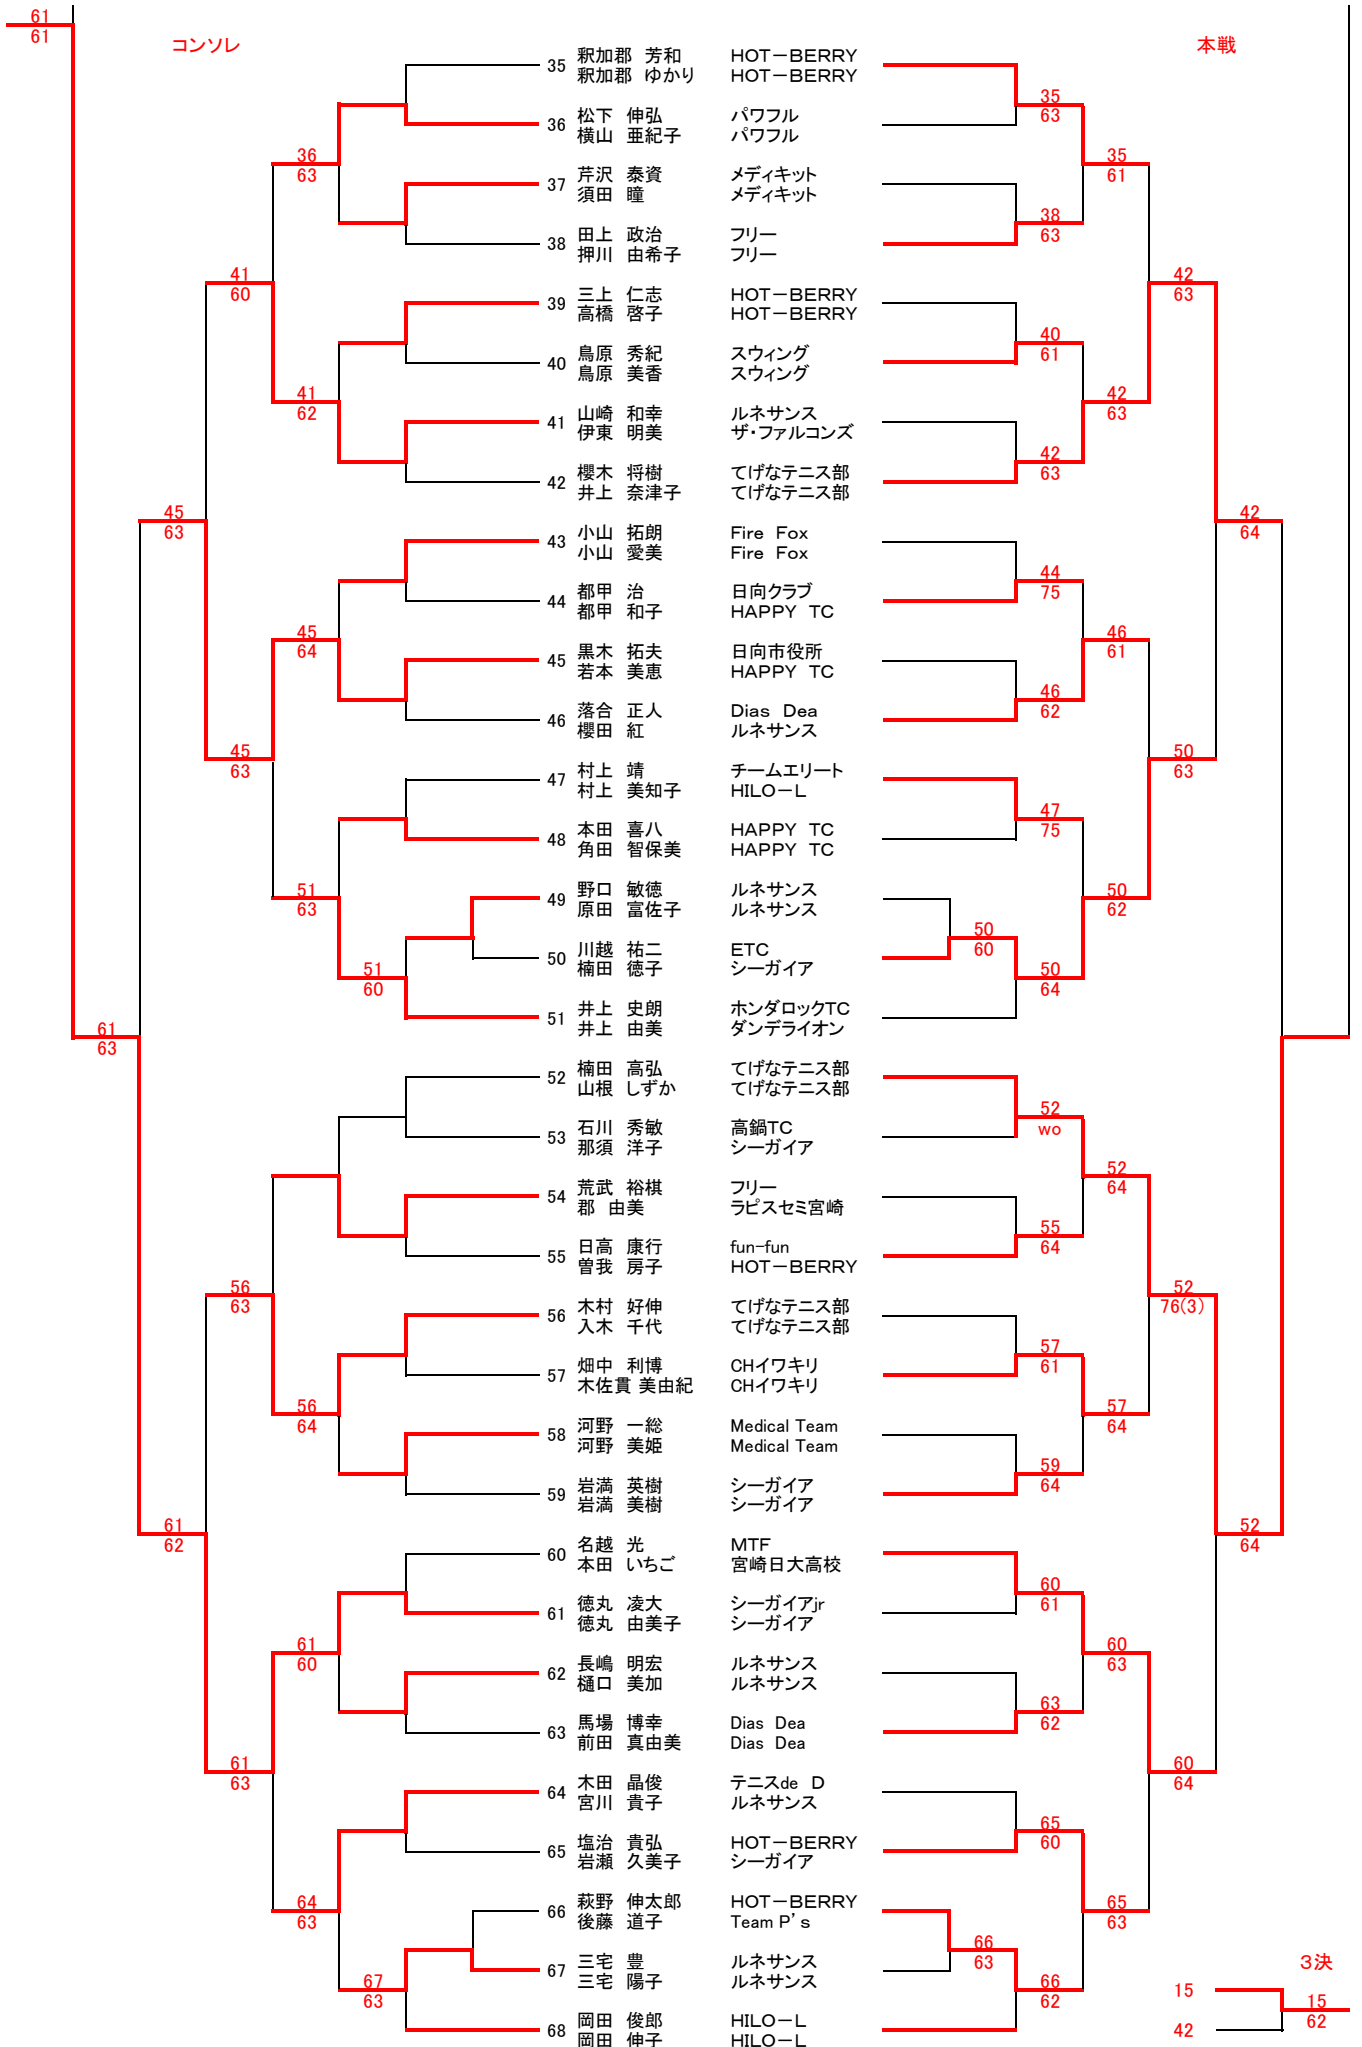 61
61
コンソレ
本戦
35 釈加郡 芳和 HOT－BERRY
釈加郡 ゆかり HOT－BERRY
35
63
36 松下 伸弘 パワフル
横山 亜紀子 パワフル
36
63
35
61
37 芹沢 泰資 メディキット
須田 瞳 メディキット
38
63
38 田上 政治 フリー
押川 由希子 フリー
41
60
42
63
39 三上 仁志 HOT－BERRY
高橋 啓子 HOT－BERRY
40
61
40 鳥原 秀紀 スウィング
鳥原 美香 スウィング
41
62
42
63
41 山崎 和幸 ルネサンス
伊東 明美 ザ・ファルコンズ
42
63
42 櫻木 将樹 てげなテニス部
井上 奈津子 てげなテニス部
45
63
42
64
43 小山 拓朗 Fire Fox
小山 愛美 Fire Fox
44
75
44 都甲 治 日向クラブ
都甲 和子 HAPPY TC
45
64
46
61
45 黒木 拓夫 日向市役所
若本 美恵 HAPPY TC
46
62
46 落合 正人 Dias Dea
櫻田 紅 ルネサンス
45
63
50
63
47 村上 靖 チームエリート
村上 美知子 HILO－L
47
75
48 本田 喜八 HAPPY TC
角田 智保美 HAPPY TC
51
63
50
62
49 野口 敏徳 ルネサンス
原田 富佐子 ルネサンス
50
60
50 川越 祐二 ETC
楠田 徳子 シーガイア
51
60
50
64
51 井上 史朗 ホンダロックTC
井上 由美 ダンデライオン
61
63
52 楠田 高弘 てげなテニス部
山根 しずか てげなテニス部
52
wo
53 石川 秀敏 高鍋TC
那須 洋子 シーガイア
52
64
54 荒武 裕棋 フリー
郡 由美 ラピスセミ宮崎
55
64
55 日高 康行 fun-fun
曽我 房子 HOT－BERRY
56
63
52
76(3)
56 木村 好伸 てげなテニス部
入木 千代 てげなテニス部
57
61
57 畑中 利博 CHイワキリ
木佐貫 美由紀 CHイワキリ
56
64
57
64
58 河野 一総 Medical Team
河野 美姫 Medical Team
59
64
59 岩満 英樹 シーガイア
岩満 美樹 シーガイア
61
62
52
64
60 名越 光 MTF
本田 いちご 宮崎日大高校
60
61
61 徳丸 凌大 シーガイアjr
徳丸 由美子 シーガイア
61
60
60
63
62 長嶋 明宏 ルネサンス
樋口 美加 ルネサンス
63
62
63 馬場 博幸 Dias Dea
前田 真由美 Dias Dea
61
63
60
64
64 木田 晶俊 テニスde D
宮川 貴子 ルネサンス
65
60
65 塩治 貴弘 HOT－BERRY
岩瀬 久美子 シーガイア
64
63
65
63
66 萩野 伸太郎 HOT－BERRY
後藤 道子 Team P's
66
63
67 三宅 豊 ルネサンス
三宅 陽子 ルネサンス
67
63
66
62
68 岡田 俊郎 HILO－L
岡田 伸子 HILO－L
３決
15
15
62
42